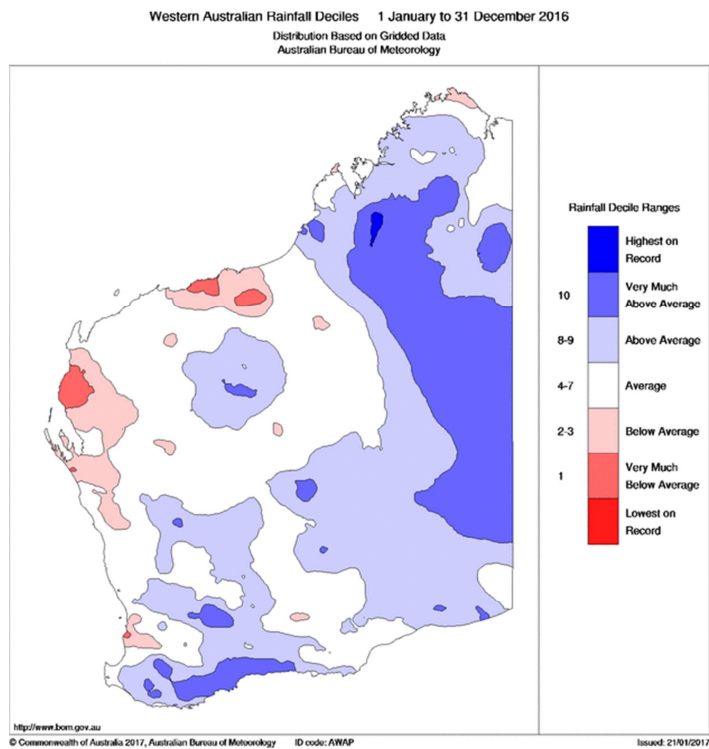 Western Australian Rainfall Deciles 1 January to 31 December 2016
Distribution Based on Gridded Data
Australian Bureau of Meteorology
Rainfall Decile Ranges
Highest on
Record
10 Very Much
Above Average
8-9 Above Average
4-7 Average
2-3 Below Average
1 Very Much
Below Average
Lowest on
Record
http://www.bom.gov.au
© Commonwealth of Australia 2017, Australian Bureau of Meteorology ID code: AWAP Issued: 21/01/2017